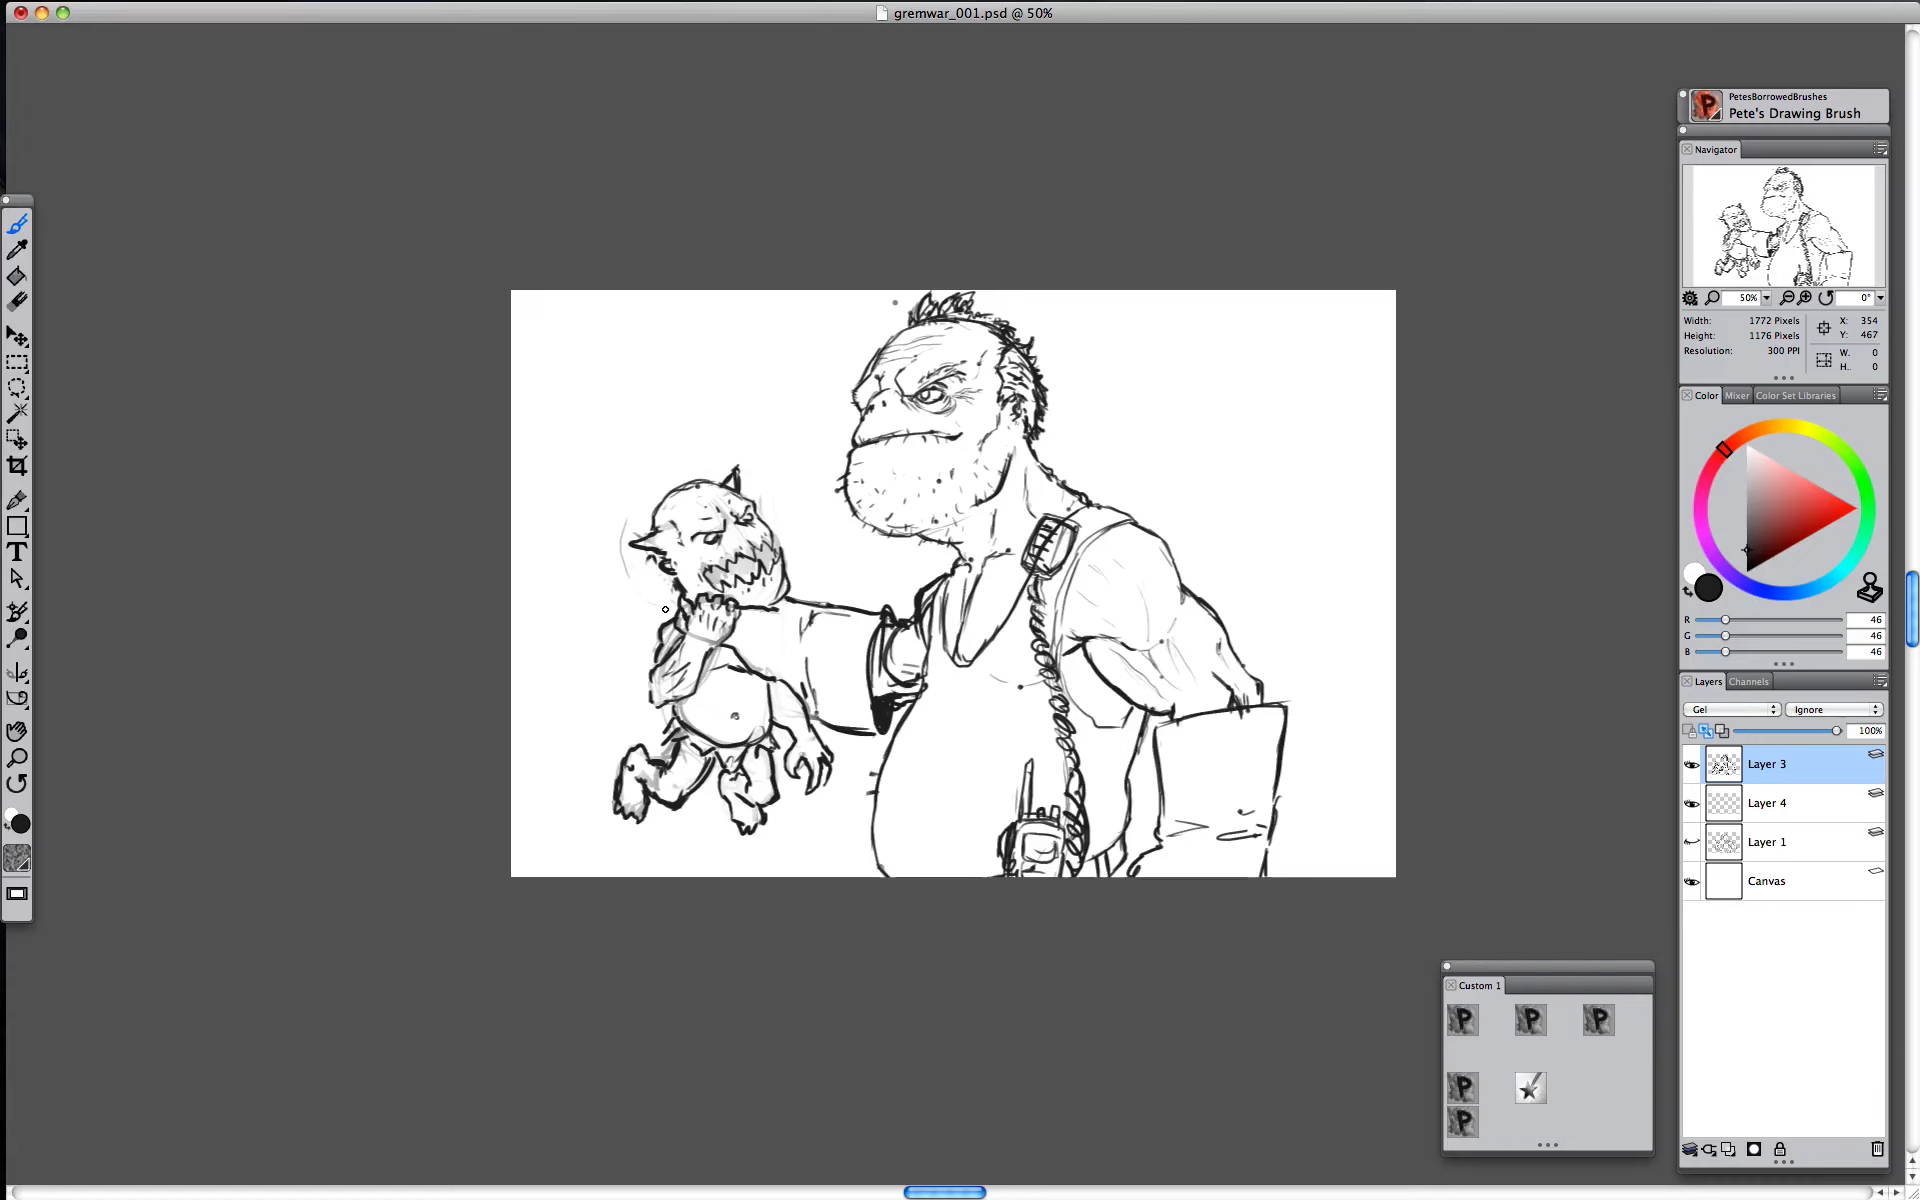 gremwar_001.psd @ 50%
PetesBorrowedBrushes
Pete's Drawing Brush
Navigator
50%
0°
Width: 1772 Pixels
Height: 1176 Pixels
Resolution: 300 PPI
X: 354
Y: 467
W. 0
H.. 0
Color Mixer Color Set Libraries
R 46
G 46
B 46
Layers Channels
Gel Ignore
100%
Layer 3
Layer 4
Layer 1
Canvas
Custom 1
P P P
P
P
T